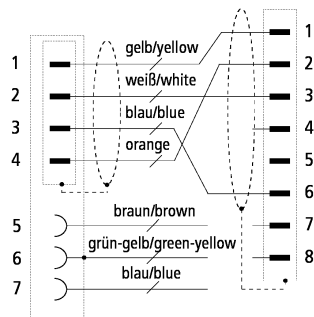 gelb/yellow
1
1
weiß/white
2
2
blau/blue
3
3
orange
4
4
5
6
braun/brown
5
7
grün-gelb/green-yellow
6
8
blau/blue
7